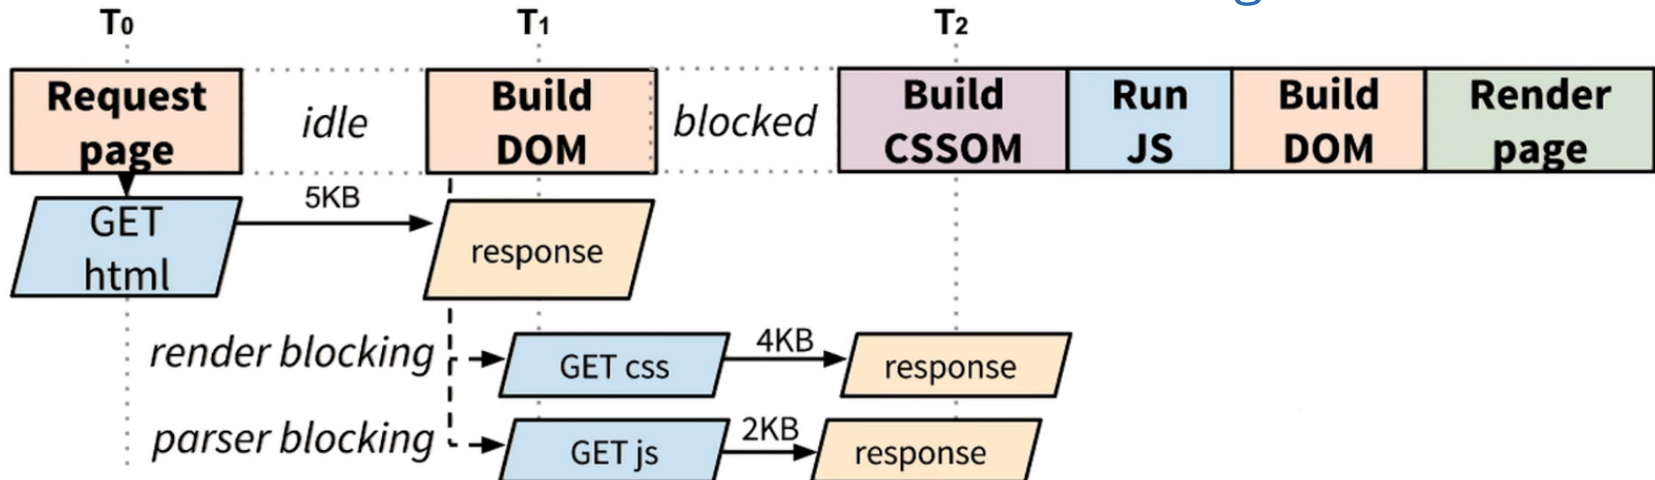 T0
T1
T2
Request
page
idle
Build
DOM
blocked
Build
CSSOM
Run
JS
Build
DOM
Render
page
GET
html
5KB
response
render blocking
GET css
4KB
response
parser blocking
GET js
2KB
response